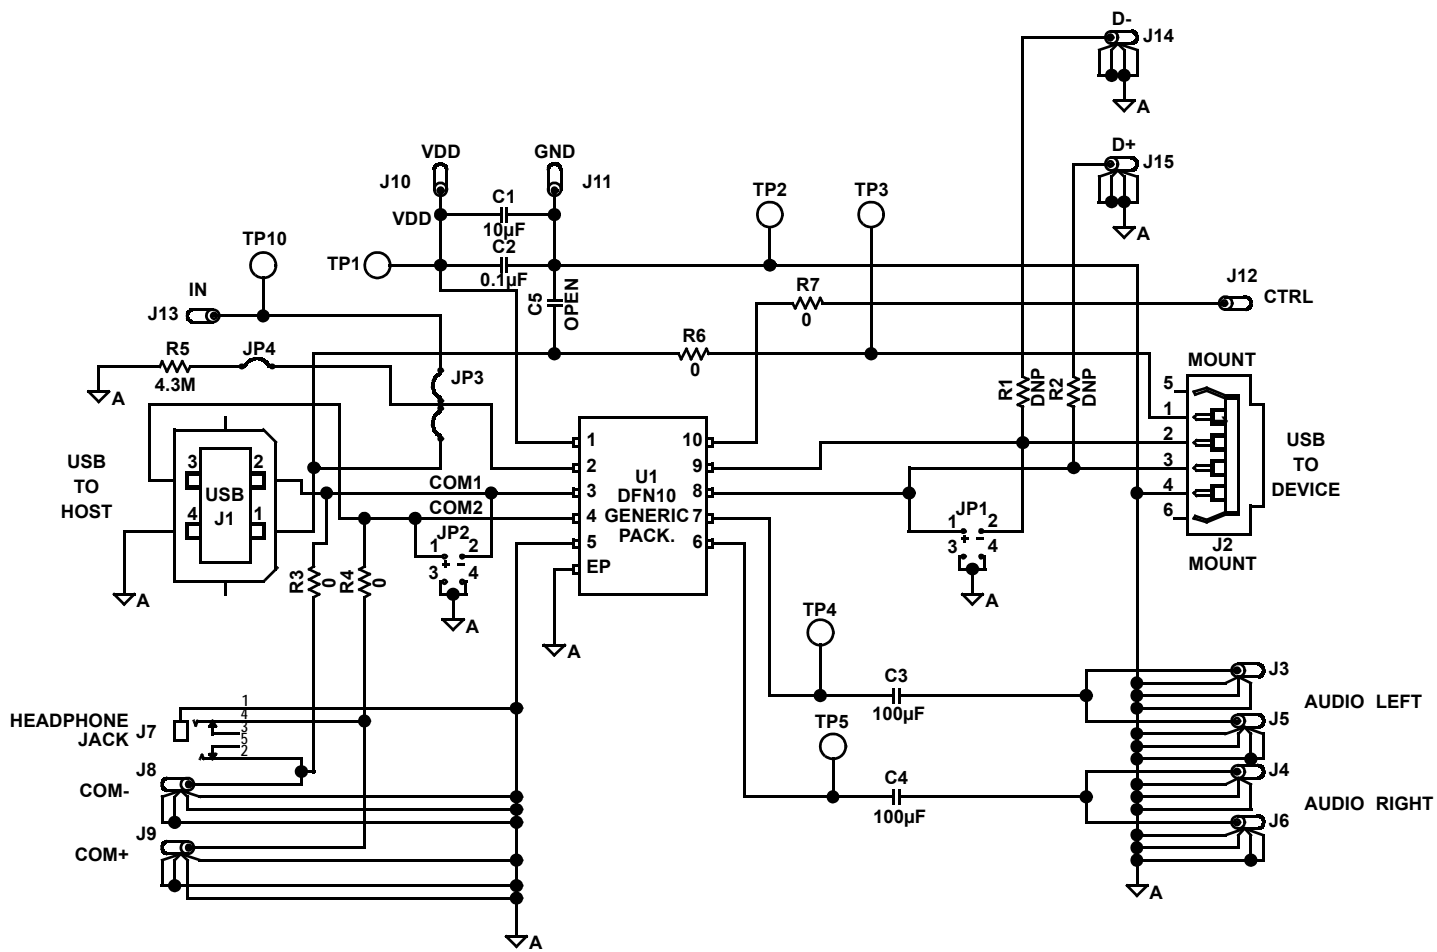 D-
J14
A
D+
J15
A
VDD
GND
J10
J11
C1
VDD
10µF
C2
0.1µF
TP1
TP2
TP3
TP10
C5
OPEN
R7
0
J12
CTRL
IN
J13
R6
0
R5
4.3M
JP4
A
JP3
R1
DNP
R2
DNP
MOUNT
5
1
2
3
4
6
USB
TO
DEVICE
J2
MOUNT
USB
TO
HOST
3
2
4
1
USB
J1
A
COM1
COM2
1
2
3
4
5
EP
10
9
8
7
6
U1
DFN10
GENERIC
PACK.
JP2
1
2
+
-
3
4
A
JP1
1
2
+
-
3
4
A
R3
0
R4
0
A
TP4
C3
100µF
TP5
C4
100µF
J3
AUDIO LEFT
J5
J4
AUDIO RIGHT
J6
A
HEADPHONE
JACK
J7
1
4
3
5
2
J8
COM-
J9
COM+
A